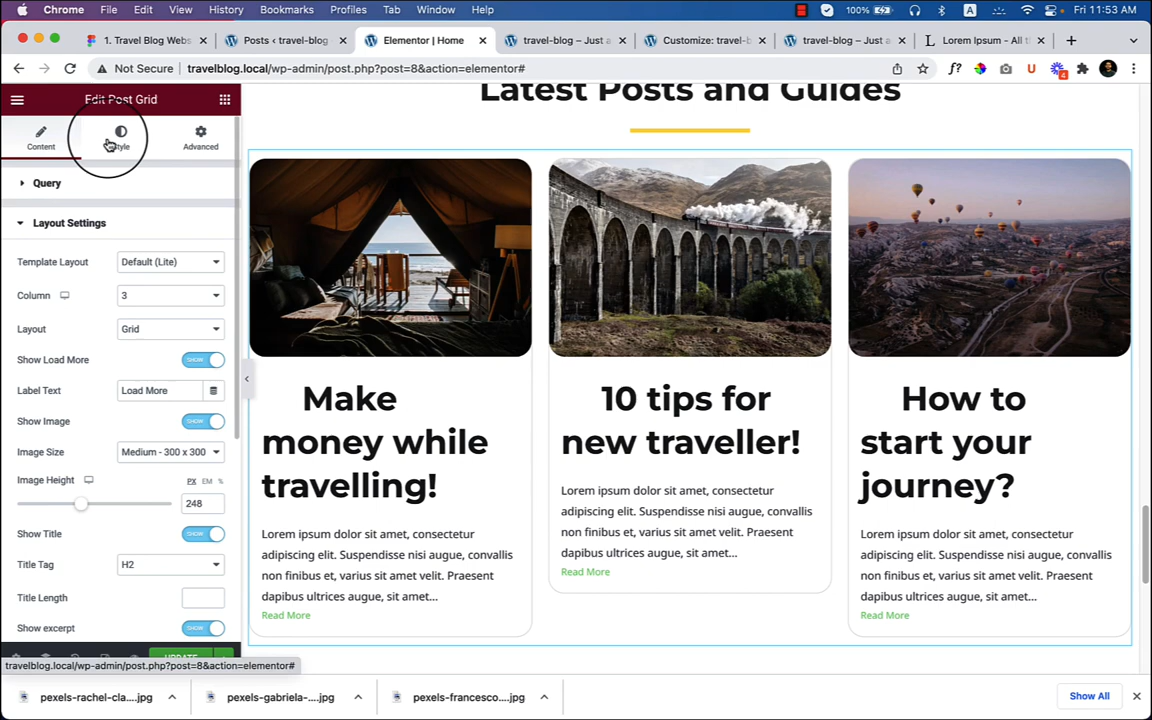 Chrome File Edit View History Bookmarks Profiles Tab Window Help 100% A Fri 11:53 AM
1. Travel Blog Webs
Posts ‹ travel-blog
Elementor | Home
travel-blog – Just a
Customize: travel-b
travel-blog – Just a
Lorem Ipsum - All t
Not Secure travelblog.local/wp-admin/post.php?post=8&action=elementor# f? U 4
Edit Post Grid
Content Style Advanced
Query
Layout Settings
Template Layout Default (Lite)
Column 3
Layout Grid
Show Load More SHOW
Label Text Load More
Show Image SHOW
Image Size Medium - 300 x 300
Image Height PX EM %
248
Show Title SHOW
Title Tag H2
Title Length
Show excerpt SHOW
UPDATE
travelblog.local/wp-admin/post.php?post=8&action=elementor#
Latest Posts and Guides
Make
money while
travelling!
Lorem ipsum dolor sit amet, consectetur
adipiscing elit. Suspendisse nisi augue, convallis
non finibus et, varius sit amet velit. Praesent
dapibus ultrices augue, sit amet...
Read More
10 tips for
new traveller!
Lorem ipsum dolor sit amet, consectetur
adipiscing elit. Suspendisse nisi augue, convallis
non finibus et, varius sit amet velit. Praesent
dapibus ultrices augue, sit amet...
Read More
How to
start your
journey?
Lorem ipsum dolor sit amet, consectetur
adipiscing elit. Suspendisse nisi augue, convallis
non finibus et, varius sit amet velit. Praesent
dapibus ultrices augue, sit amet...
Read More
pexels-rachel-cla....jpg
pexels-gabriela-....jpg
pexels-francesco....jpg
Show All